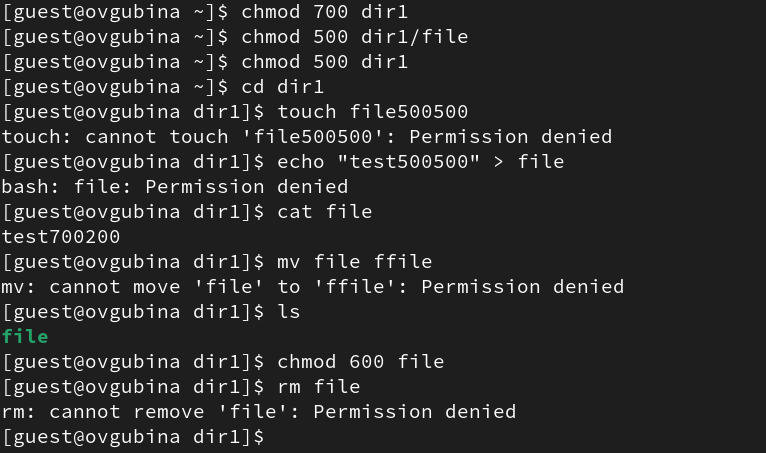 [guest@ovgubina ~]$ chmod 700 dir1
[guest@ovgubina ~]$ chmod 500 dir1/file
[guest@ovgubina ~]$ chmod 500 dir1
[guest@ovgubina ~]$ cd dir1
[guest@ovgubina dir1]$ touch file500500
touch: cannot touch 'file500500': Permission denied
[guest@ovgubina dir1]$ echo "test500500" > file
bash: file: Permission denied
[guest@ovgubina dir1]$ cat file
test700200
[guest@ovgubina dir1]$ mv file ffile
mv: cannot move 'file' to 'ffile': Permission denied
[guest@ovgubina dir1]$ ls
file
[guest@ovgubina dir1]$ chmod 600 file
[guest@ovgubina dir1]$ rm file
rm: cannot remove 'file': Permission denied
[guest@ovgubina dir1]$